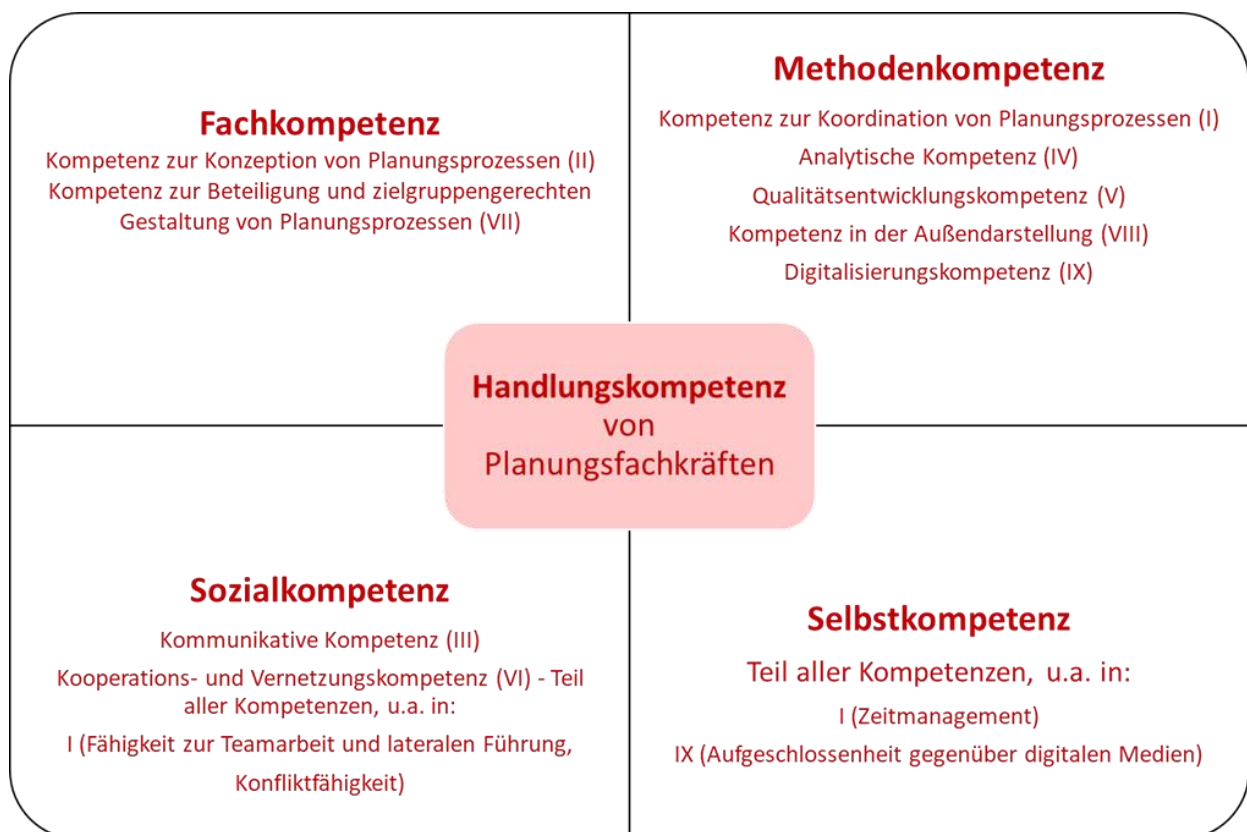 Fachkompetenz
Kompetenz zur Konzeption von Planungsprozessen (II)
Kompetenz zur Beteiligung und zielgruppengerechten
Gestaltung von Planungsprozessen (VII)
Methodenkompetenz
Kompetenz zur Koordination von Planungsprozessen (I)
Analytische Kompetenz (IV)
Qualitätsentwicklungskompetenz (V)
Kompetenz in der Außendarstellung (VIII)
Digitalisierungskompetenz (IX)
Handlungskompetenz
von
Planungsfachkräften
Sozialkompetenz
Kommunikative Kompetenz (III)
Kooperations- und Vernetzungskompetenz (VI) - Teil
aller Kompetenzen, u.a. in:
I (Fähigkeit zur Teamarbeit und lateralen Führung,
Konfliktfähigkeit)
Selbstkompetenz
Teil aller Kompetenzen, u.a. in:
I (Zeitmanagement)
IX (Aufgeschlossenheit gegenüber digitalen Medien)